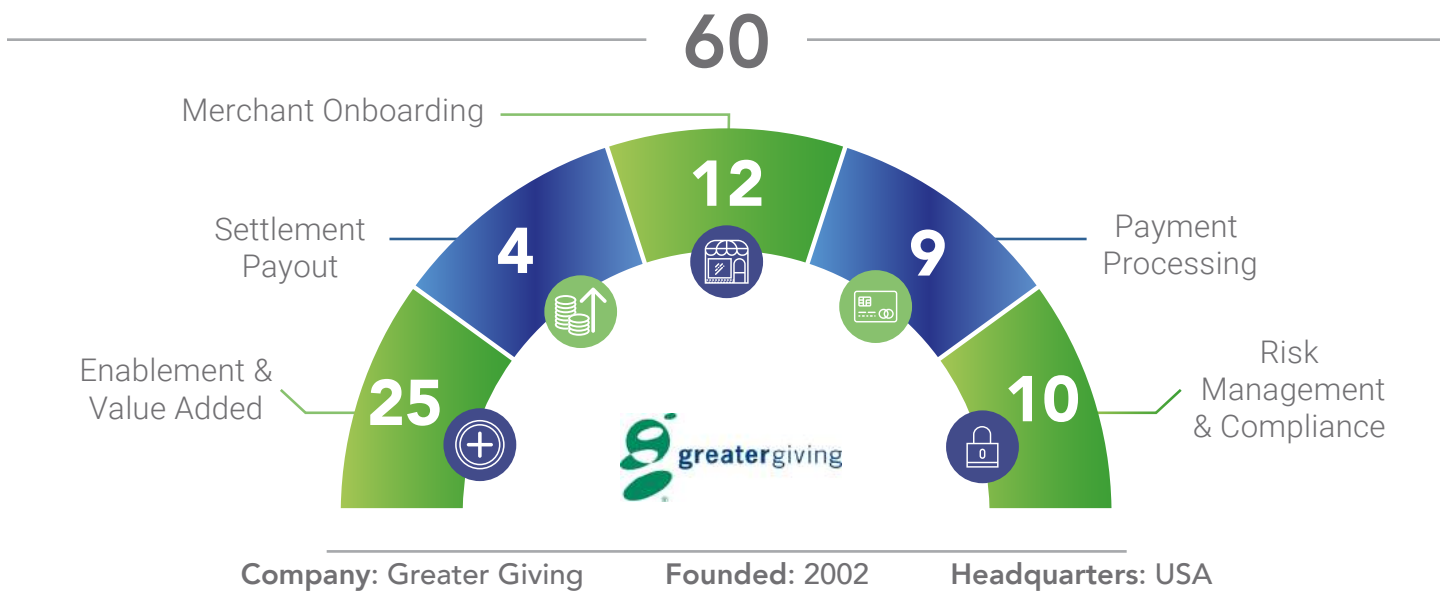 60
Merchant Onboarding
12
Settlement
Payout
4
9
Payment
Processing
Enablement &
Value Added
25
10
Risk
Management
& Compliance
0
greatergiving
®
Company: Greater Giving Founded: 2002 Headquarters: USA